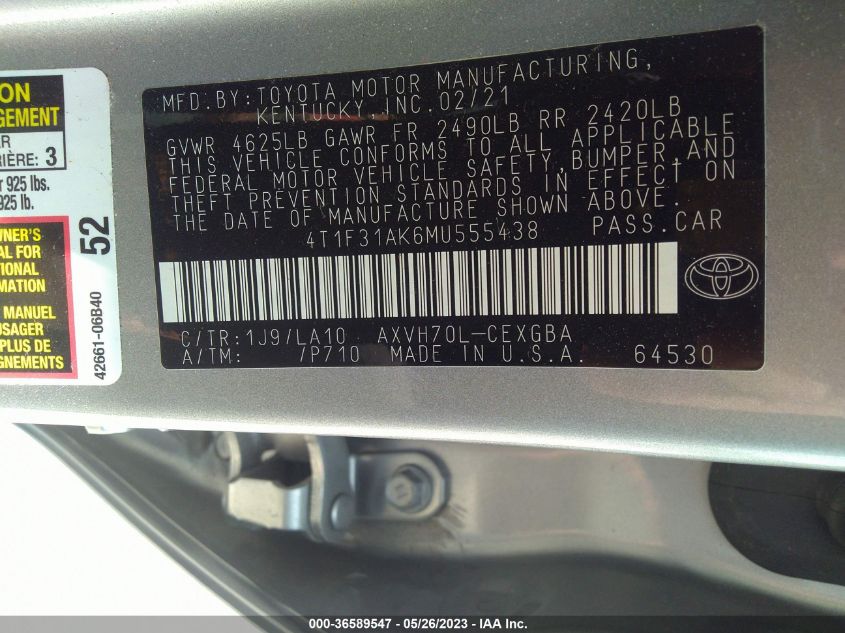 MFD.BY:TOYOTA MOTOR MANUFACTURING,
KENTUCKY,INC.02/21
GVWR 4625LB GAWR FR 2490LB RR 2420LB
THIS VEHICLE CONFORMS TO ALL APPLICABLE
FEDERAL MOTOR VEHICLE SAFETY,BUMPER,AND
THEFT PREVENTION STANDARDS IN EFFECT ON
THE DATE OF MANUFACTURE SHOWN ABOVE.
4T1F31AK6MU555438 PASS.CAR
C/TR:1J9/LA10 AXVH70L-CEXGBA
A/TM: /P710 MADE IN U.S.A. 64530
ON
GEMENT
R
RIÈRE: 3
925 lbs.
925 lb.
WNER'S
AL FOR
TIONAL
RMATION
MANUEL
USAGER
PLUS DE
GNEMENTS
52
42661-06B40
000-36589547 - 05/26/2023 - IAA Inc.